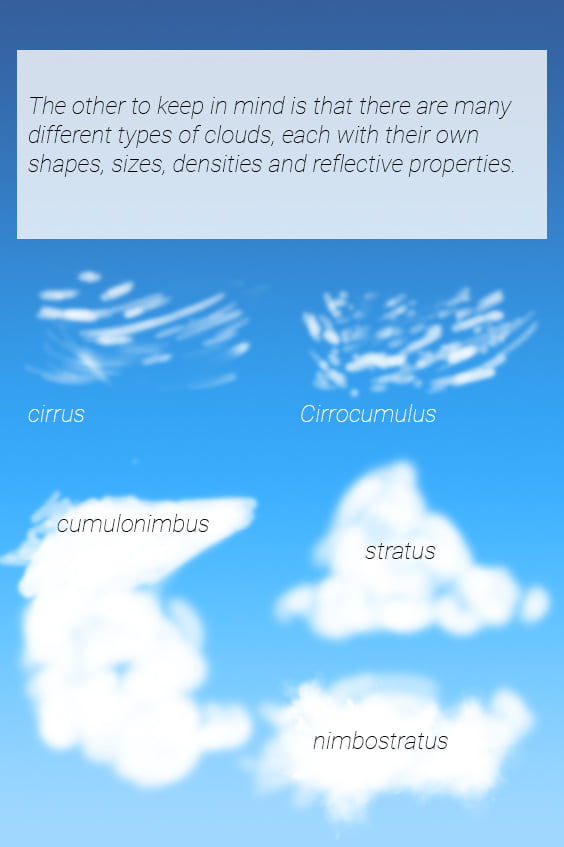 The other to keep in mind is that there are many
different types of clouds, each with their own
shapes, sizes, densities and reflective properties.
cirrus
Cirrocumulus
cumulonimbus
stratus
nimbostratus